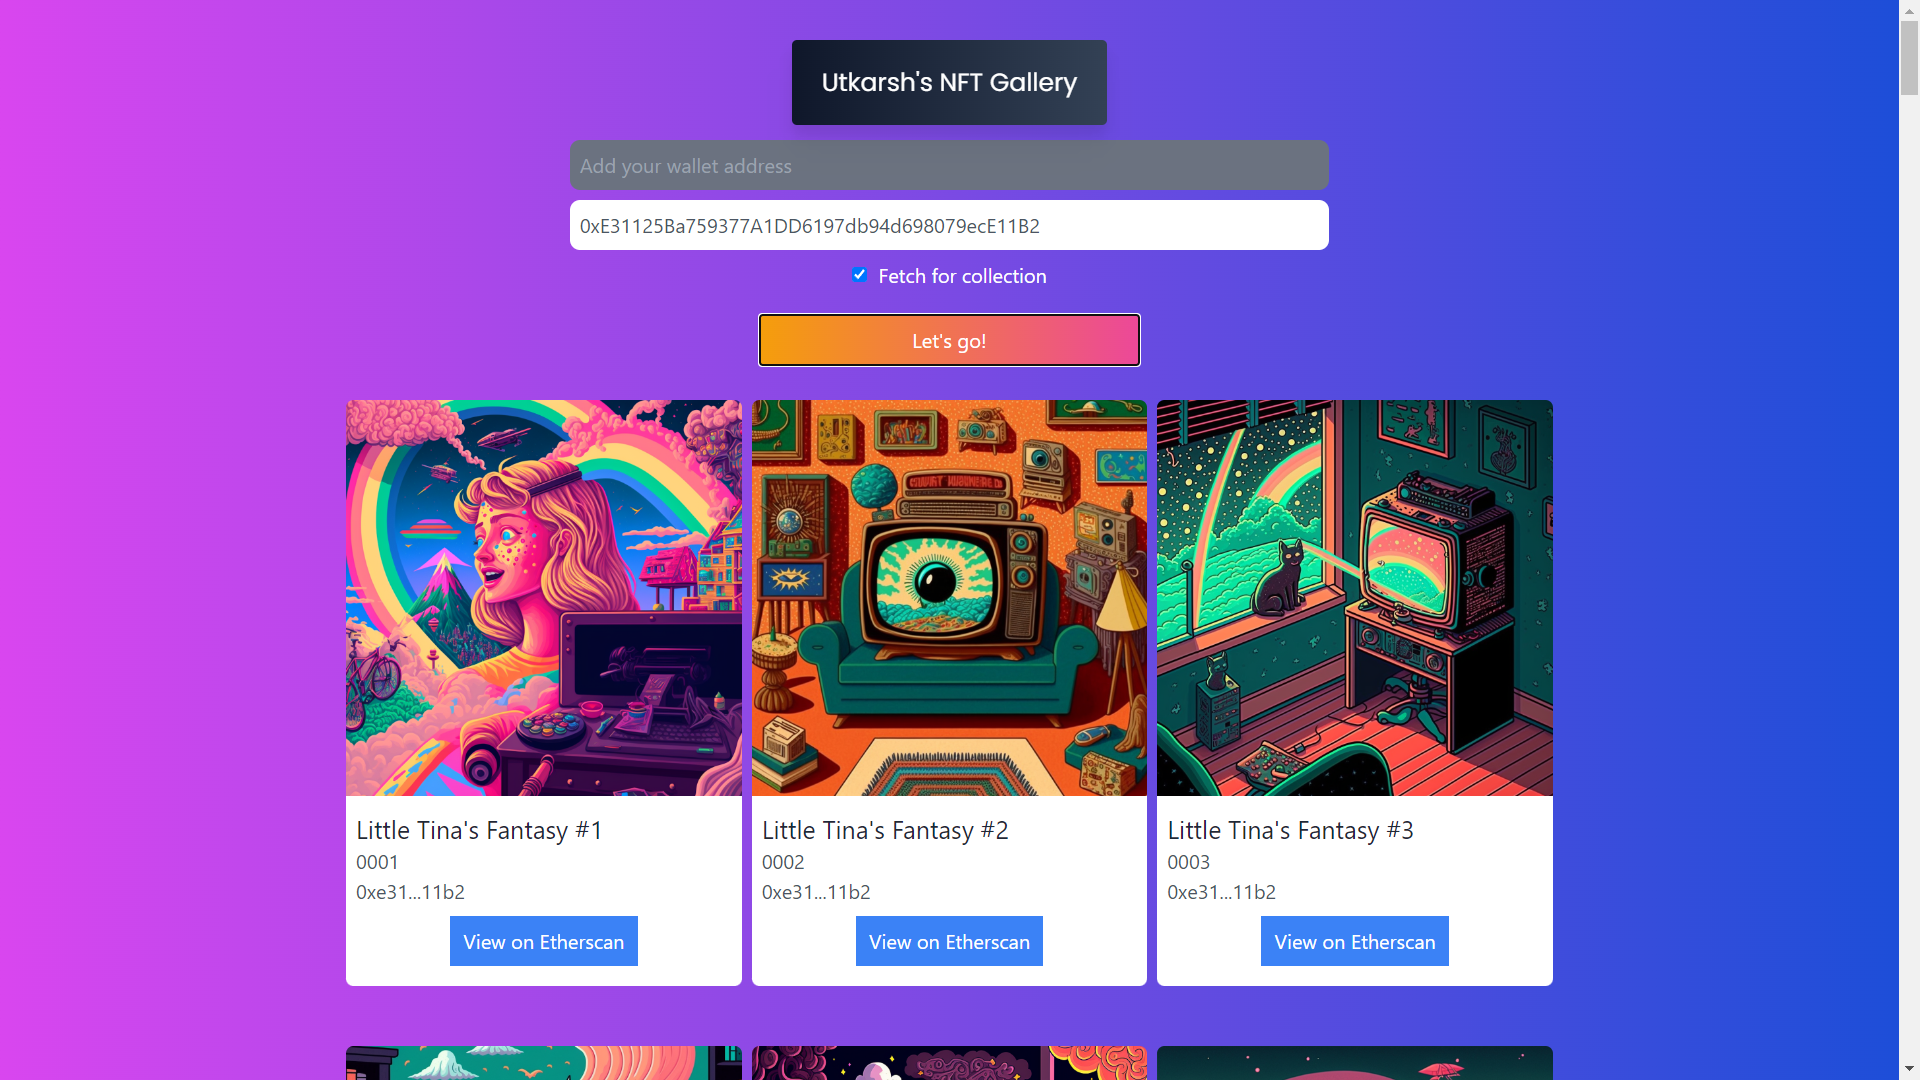 Utkarsh's NFT Gallery
Add your wallet address
0xE31125Ba759377A1DD6197db94d698079ecE11B2
Fetch for collection
Let's go!
Little Tina's Fantasy #1
0001
0xe31...11b2
View on Etherscan
Little Tina's Fantasy #2
0002
0xe31...11b2
View on Etherscan
Little Tina's Fantasy #3
0003
0xe31...11b2
View on Etherscan